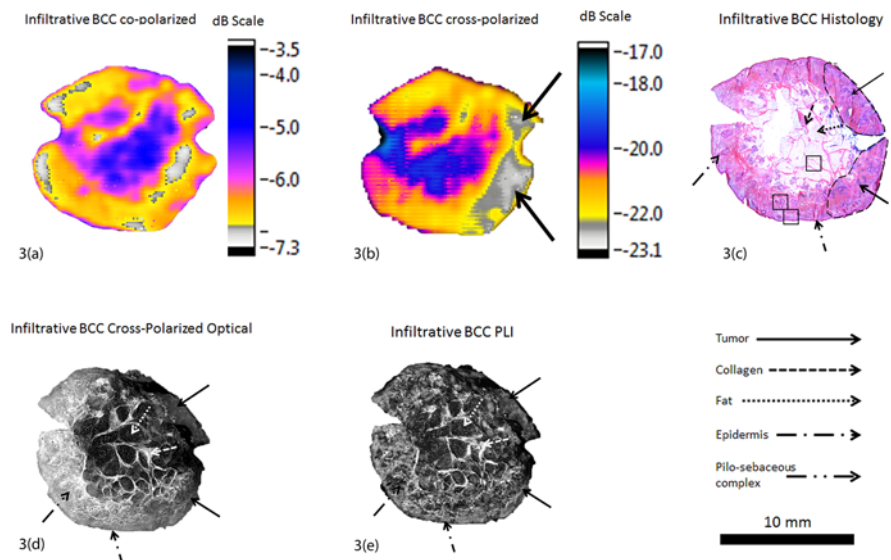 Infiltrative BCC co-polarized
dB Scale
-3.5
-4.0
-5.0
-6.0
-
-7.3
3(a)
Infiltrative BCC cross-polarized
dB Scale
-17.0
-18.0
-20.0
-22.0
-23.1
3(b)
Infiltrative BCC Histology
3(c)
Infiltrative BCC Cross-Polarized Optical
3(d)
Infiltrative BCC PLI
3(e)
Tumor
Collagen
Fat
Epidermis
Pilo-sebaceous
complex
10 mm